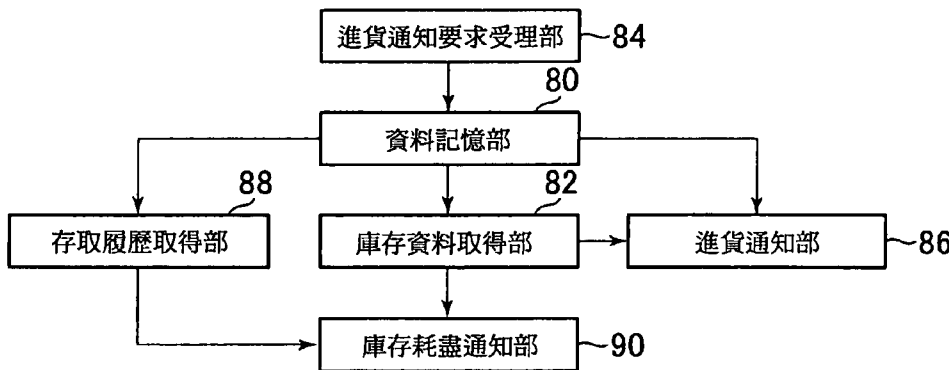 進貨通知要求受理部
84
80
資料記憶部
88
82
存取履歷取得部
庫存資料取得部
進貨通知部
86
庫存耗盡通知部
90